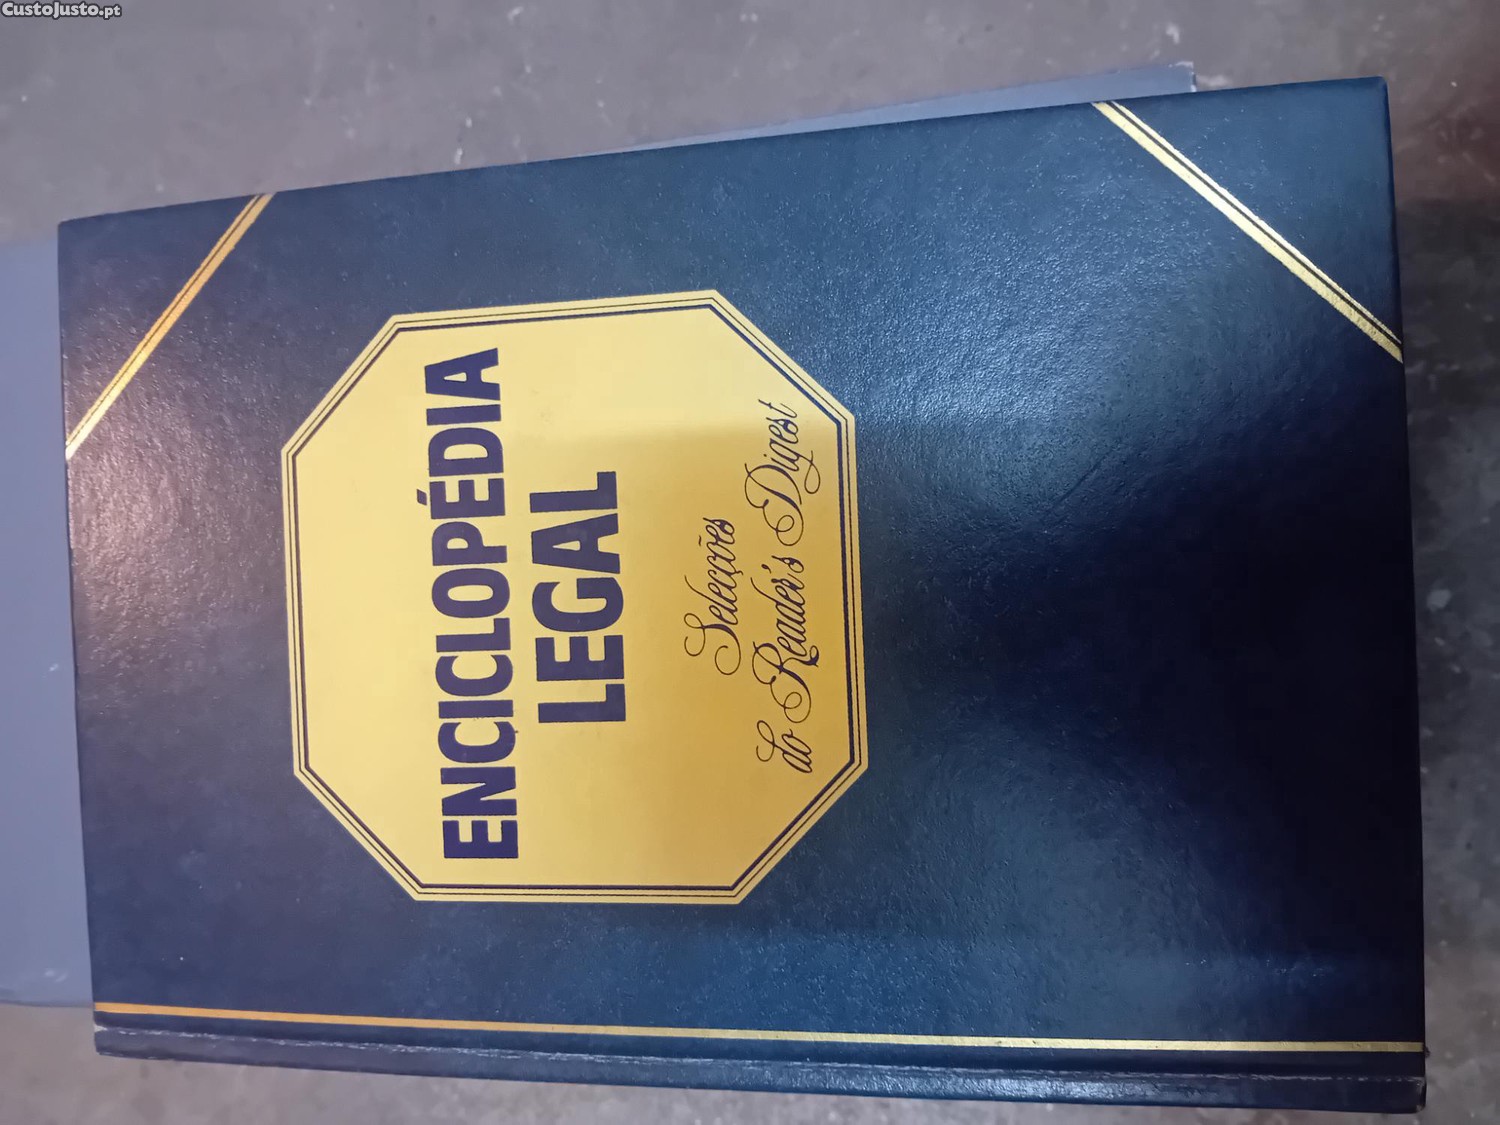 CustoJusto.pt
ENCICLOPÉDIA
LEGAL
Selecções
do Reader's Digest